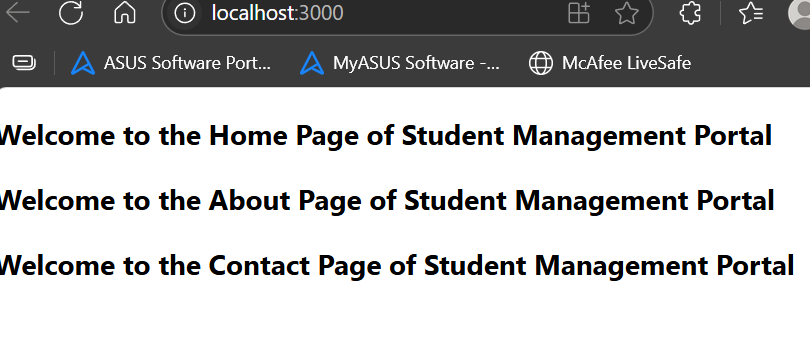 localhost:3000
ASUS Software Port... MyASUS Software -... McAfee LiveSafe
Welcome to the Home Page of Student Management Portal
Welcome to the About Page of Student Management Portal
Welcome to the Contact Page of Student Management Portal